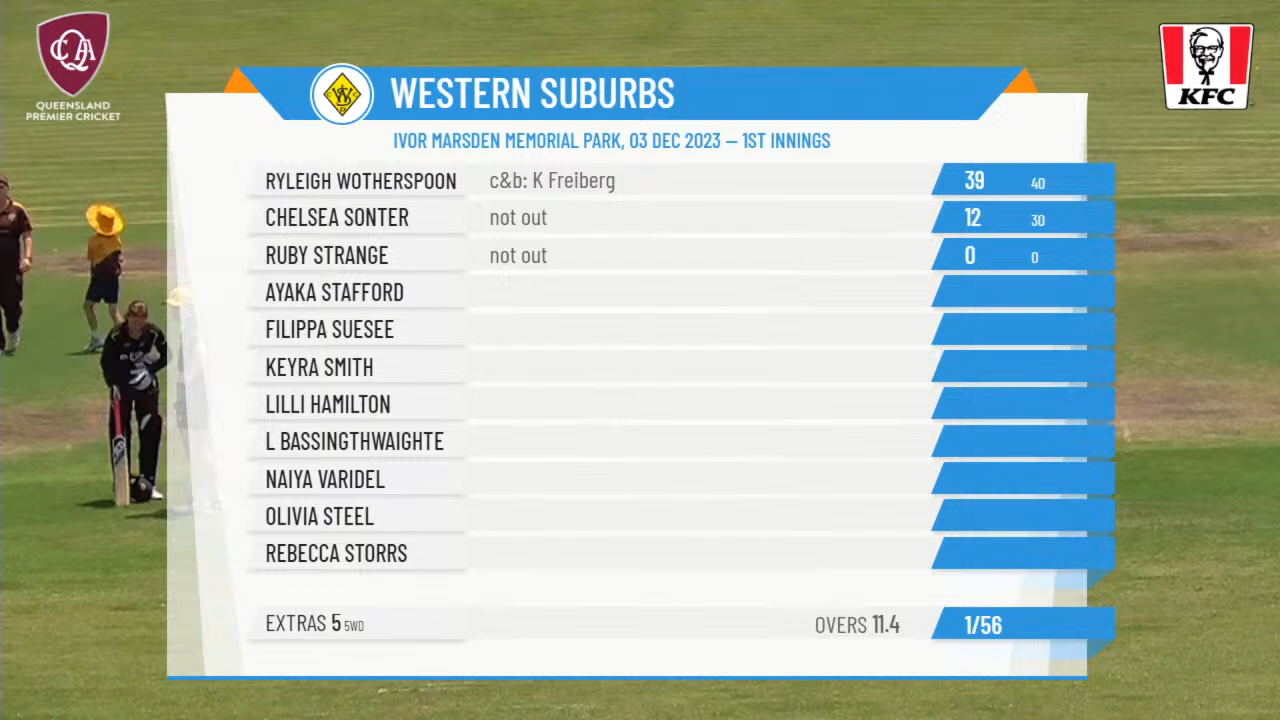 QUEENSLAND
PREMIER CRICKET
KFC
WESTERN SUBURBS
IVOR MARSDEN MEMORIAL PARK, 03 DEC 2023 – 1ST INNINGS
RYLEIGH WOTHERSPOON c&b: K Freiberg 39 40
CHELSEA SONTER not out 12 30
RUBY STRANGE not out 0 0
AYAKA STAFFORD
FILIPPA SUESEE
KEYRA SMITH
LILLI HAMILTON
L BASSINGTHWAIGHTE
NAIYA VARIDEL
OLIVIA STEEL
REBECCA STORRS
EXTRAS 5 5WD OVERS 11.4 1/56